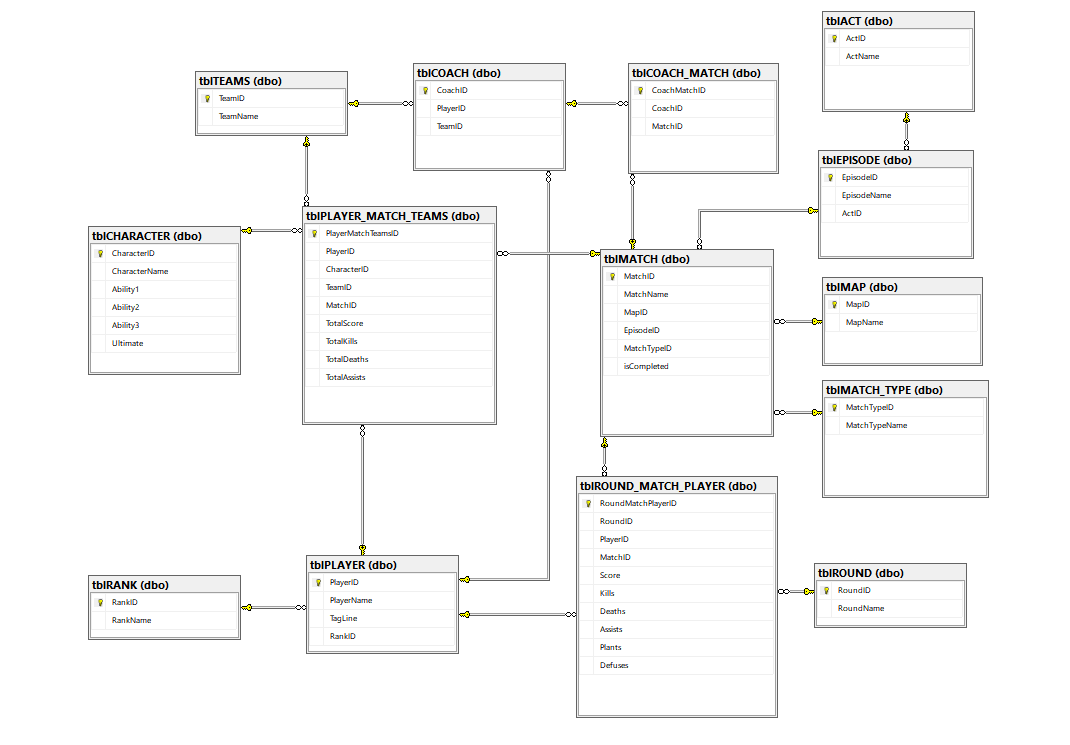 tblACT (dbo)
ActID
ActName
tblTEAMS (dbo)
TeamID
TeamName
tblCOACH (dbo)
CoachID
PlayerID
TeamID
tblCOACH_MATCH (dbo)
CoachMatchID
CoachID
MatchID
tblEPISODE (dbo)
EpisodeID
EpisodeName
ActID
tblCHARACTER (dbo)
CharacterID
CharacterName
Ability1
Ability2
Ability3
Ultimate
tblPLAYER_MATCH_TEAMS (dbo)
PlayerMatchTeamsID
PlayerID
CharacterID
TeamID
MatchID
TotalScore
TotalKills
TotalDeaths
TotalAssists
tblMATCH (dbo)
MatchID
MatchName
MapID
EpisodeID
MatchTypeID
isCompleted
tblMAP (dbo)
MapID
MapName
tblMATCH_TYPE (dbo)
MatchTypeID
MatchTypeName
tblRANK (dbo)
RankID
RankName
tblPLAYER (dbo)
PlayerID
PlayerName
TagLine
RankID
tblROUND_MATCH_PLAYER (dbo)
RoundMatchPlayerID
RoundID
PlayerID
MatchID
Score
Kills
Deaths
Assists
Plants
Defuses
tblROUND (dbo)
RoundID
RoundName